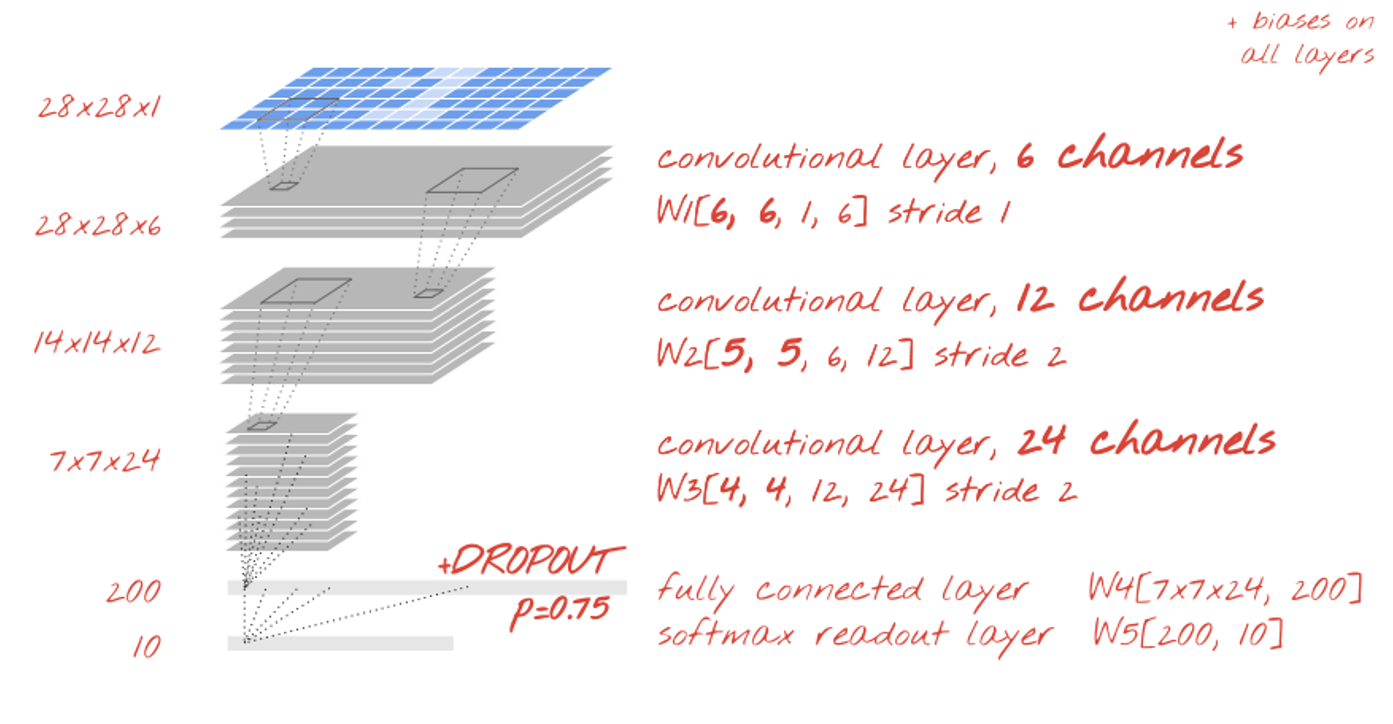 + biases on
all layers
28x28x1
convolutional layer, 6 channels
W1[6, 6, 1, 6] stride 1
28x28x6
convolutional layer, 12 channels
W2[5, 5, 6, 12] stride 2
14x14x12
convolutional layer, 24 channels
W3[4, 4, 12, 24] stride 2
7x7x24
+DROPOUT
p=0.75
200
fully connected layer W4[7x7x24, 200]
softmax readout layer W5[200, 10]
10